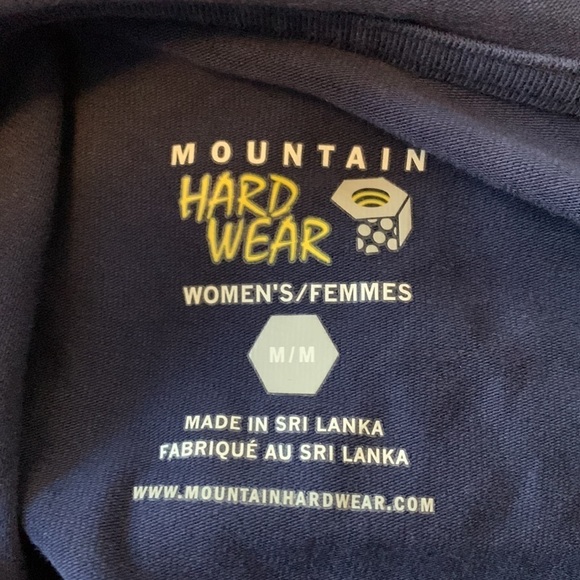 MOUNTAIN
HARD
WEAR
WOMEN'S/FEMMES
M/M
MADE IN SRI LANKA
FABRIQUÉ AU SRI LANKA
WWW.MOUNTAINHARDWEAR.COM